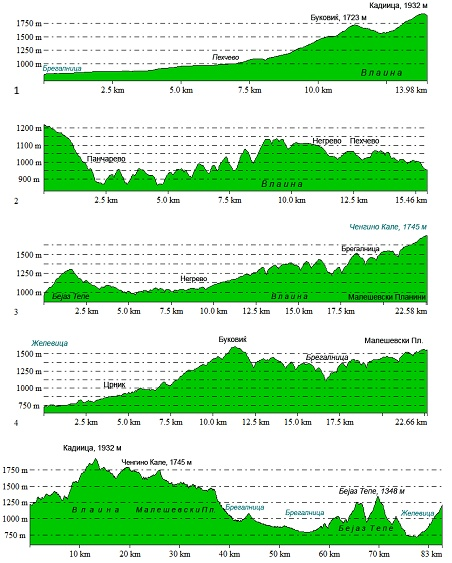 Кадиица, 1932 м
Буковиќ, 1723 м
1750 m
1500 m
1250 m
1000 m
Пехчево
Брегалница
Влаина
1
2.5 km 5.0 km 7.5 km 10.0 km 13.98 km
1200 m
1100 m
1000 m
900 m
Панчарево
Негрево Пехчево
Влаина
2
2.5 km 5.0 km 7.5 km 10.0 km 12.5 km 15.46 km
Ченгино Кале, 1745 м
Брегалница
1500 m
1250 m
1000 m
Негрево
Бејаз Тепе Влаина Малешевски Планини
3
2.5 km 5.0 km 7.5 km 10.0 km 12.5 km 15.0 km 17.5 km 22.58 km
Желевица
Буковиќ
Малешевски Пл.
1500 m
1250 m
1000 m
750 m
Брегалница
Црник
4
2.5 km 5.0 km 7.5 km 10.0 km 12.5 km 15.0 km 17.5 km 22.66 km
Кадиица, 1932 м
Ченгино Кале, 1745 м
1750 m
1500 m
1250 m
1000 m
750 m
Бејаз Тепе, 1348 м
Влаина МалешевскиПл.
Брегалница
Брегалница
Желевица
Бејаз Тепе
10 km 20 km 30 km 40 km 50 km 60 km 70 km 83 km